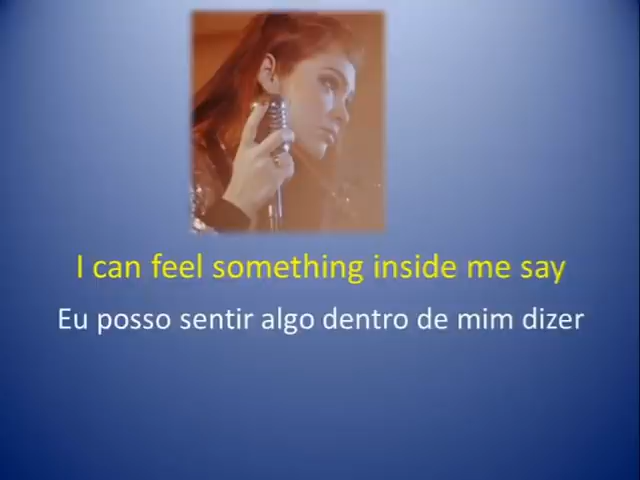 I can feel something inside me say
Eu posso sentir algo dentro de mim dizer